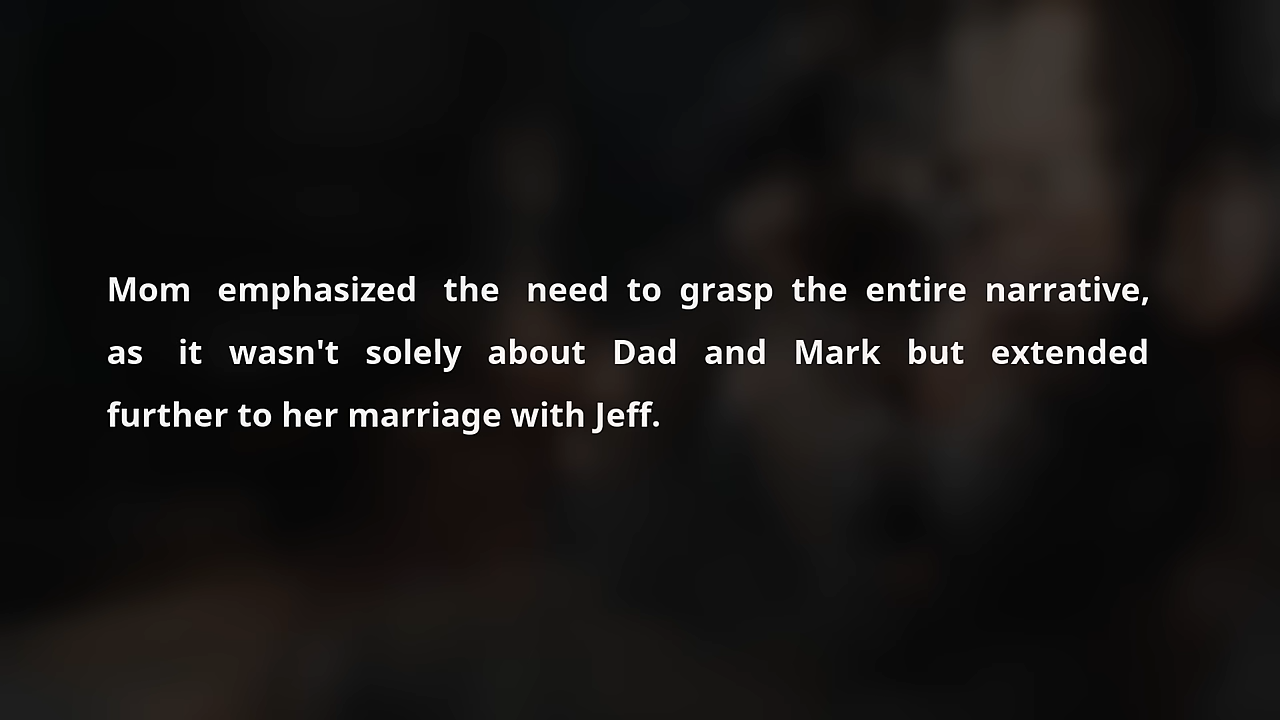 Mom emphasized the need to grasp the entire narrative,
as it wasn't solely about Dad and Mark but extended
further to her marriage with Jeff.